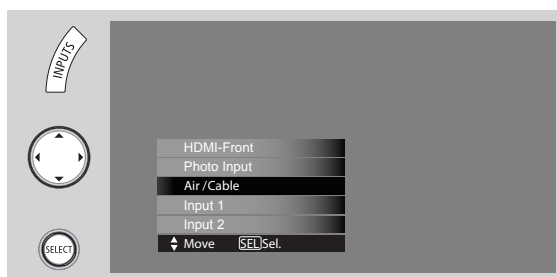 INPUTS
SELECT
HDMI-Front
Photo Input
Air /Cable
Input 1
Input 2
Move SEL Sel.